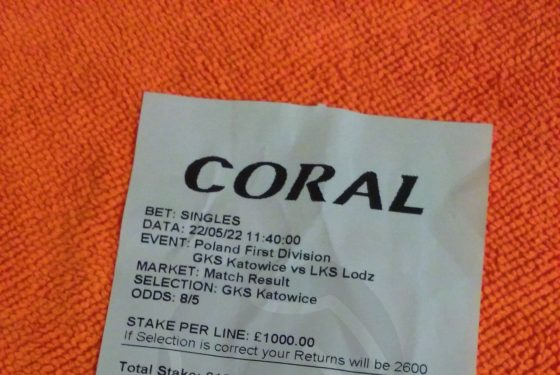 CORAL
BET: SINGLES
DATA: 22/05/22 11:40:00
EVENT: Poland First Division
GKS Katowice vs LKS Lodz
MARKET: Match Result
SELECTION: GKS Katowice
ODDS: 8/5
STAKE PER LINE: £1000.00
If Selection is correct your Returns will be 2600
Total Stake: